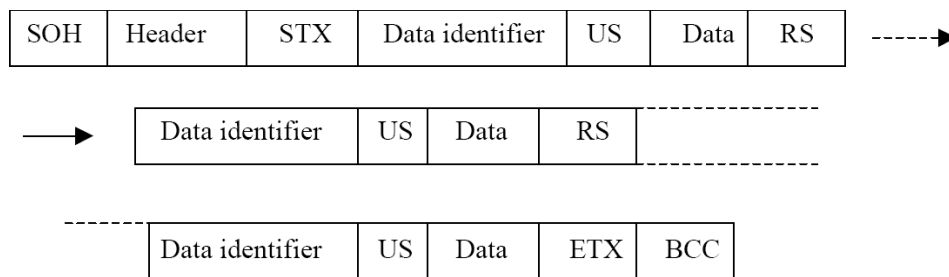 SOH Header STX Data identifier US Data RS
Data identifier US Data RS
Data identifier US Data ETX BCC